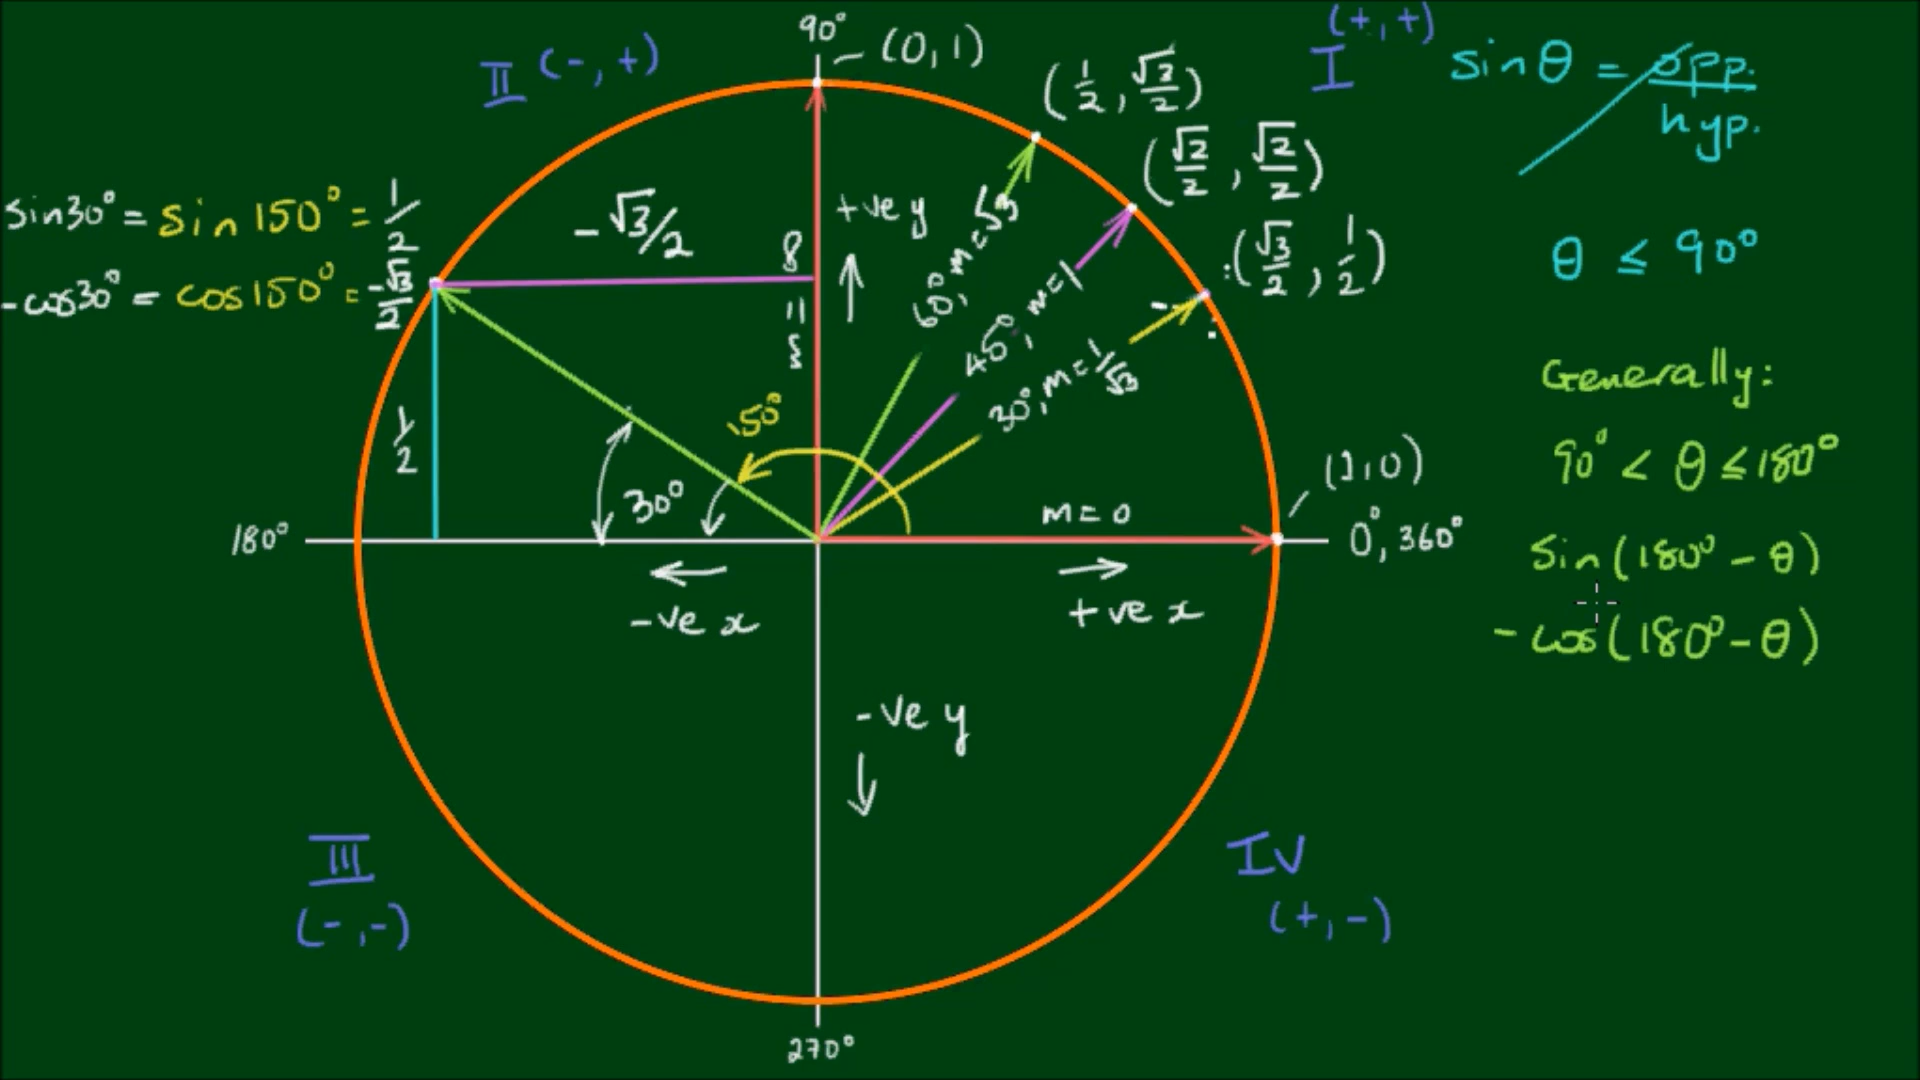 90°
(0,1)
II (-,+)
(+,+)
I
sinθ = opp.
hyp.
(1/2, √3/2)
(√2/2, √2/2)
(√3/2, 1/2)
sin30° = sin150° = 1/2
-cos30° = cos150° = -√3/2
-√3/2
+ve y
m = ∞
60°, m=√3
45°, m=1
30°, m=1/√3
θ ≤ 90°
Generally:
90° < θ ≤ 180°
sin(180° - θ)
-cos(180° - θ)
1/2
150°
30°
(1,0)
m = 0
180°
0°, 360°
-ve x
+ve x
-ve y
III
(-,-)
IV
(+,-)
270°